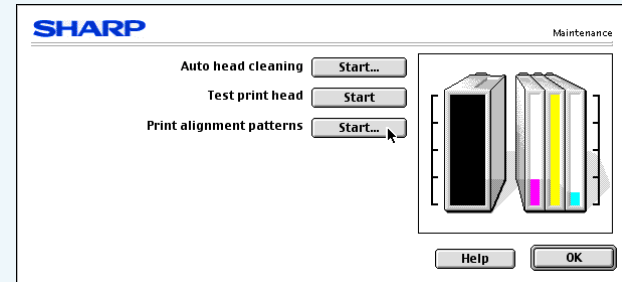 SHARP
Maintenance
Auto head cleaning Start...
Test print head Start
Print alignment patterns Start...
Help OK